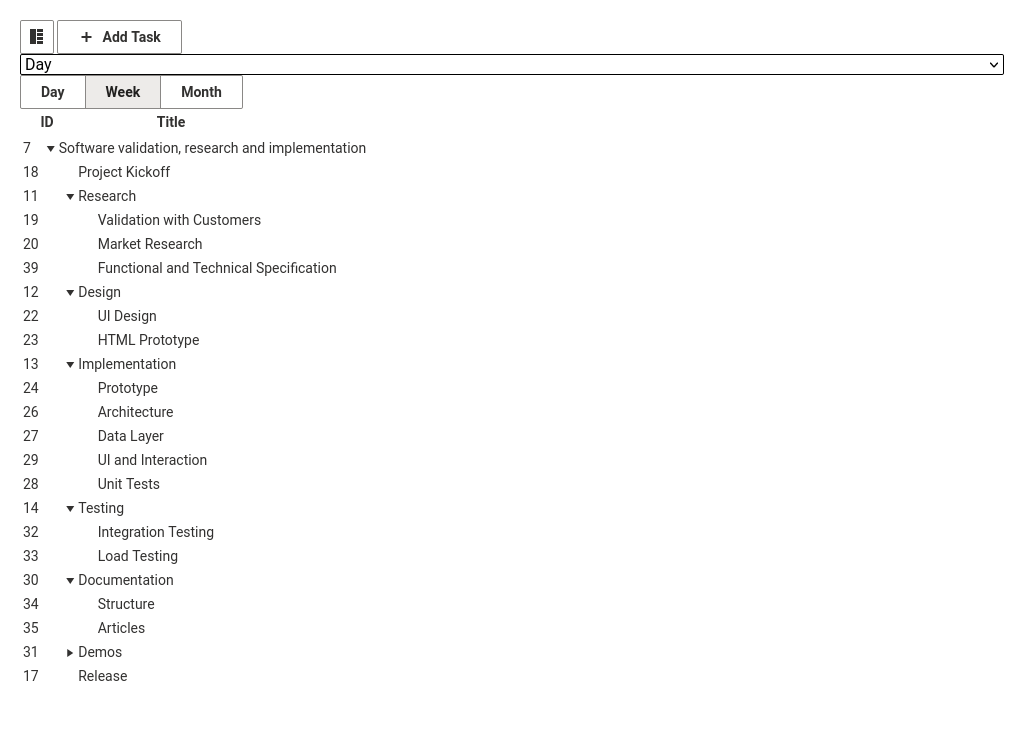 Add Task
Day
Day Week Month
ID Title
7 Software validation, research and implementation
18 Project Kickoff
11 Research
19 Validation with Customers
20 Market Research
39 Functional and Technical Specification
12 Design
22 UI Design
23 HTML Prototype
13 Implementation
24 Prototype
26 Architecture
27 Data Layer
29 UI and Interaction
28 Unit Tests
14 Testing
32 Integration Testing
33 Load Testing
30 Documentation
34 Structure
35 Articles
31 Demos
17 Release